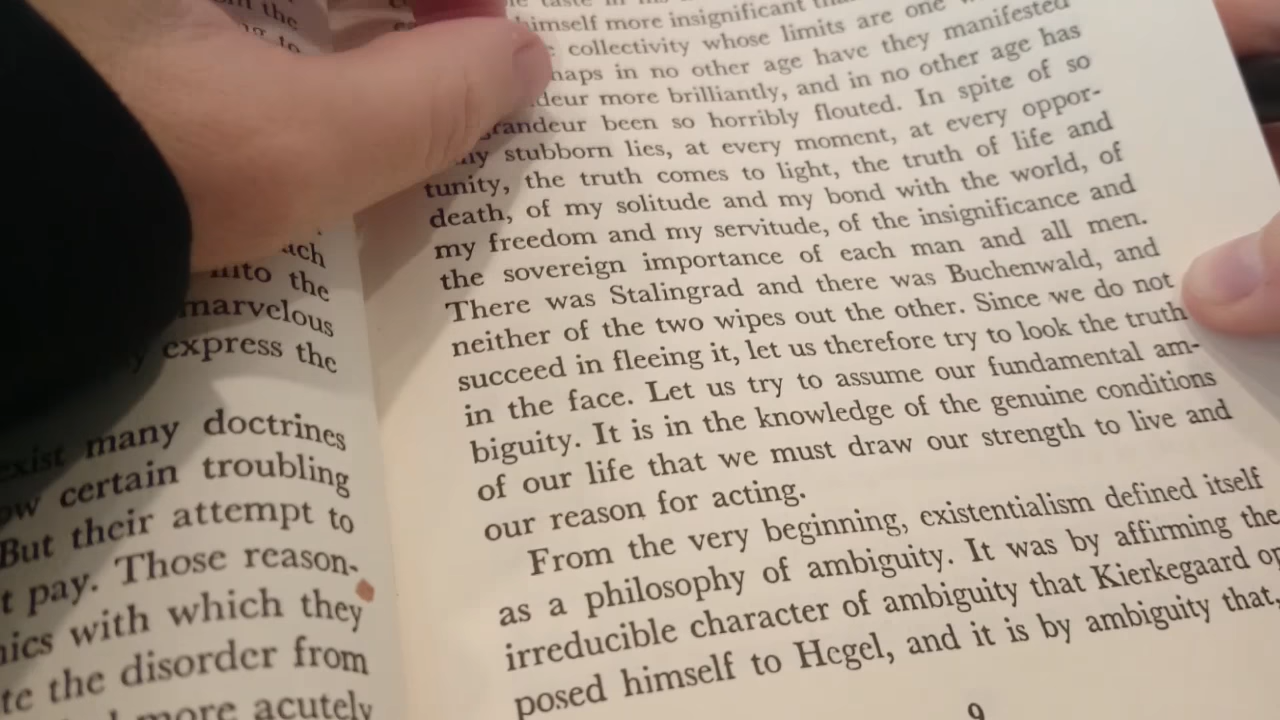 the
ach
into the
marvelous
express the
exist many doctrines
certain troubling
But their attempt to
pay. Those reason-
with which they
the disorder from
more acutely
taste in
himself more insignificant
collectivity whose limits are one
in no other age have they manifested
more brilliantly, and in no other age has
grandeur been so horribly flouted. In spite of so
stubborn lies, at every moment, at every oppor-
tunity, the truth comes to light, the truth of life and
death, of my solitude and my bond with the world, of
my freedom and my servitude, of the insignificance and
the sovereign importance of each man and all men.
There was Stalingrad and there was Buchenwald, and
neither of the two wipes out the other. Since we do not
succeed in fleeing it, let us therefore try to look the truth
in the face. Let us try to assume our fundamental am-
biguity. It is in the knowledge of the genuine conditions
of our life that we must draw our strength to live and
our reason for acting.
From the very beginning, existentialism defined itself
as a philosophy of ambiguity. It was by affirming the
irreducible character of ambiguity that Kierkegaard op
posed himself to Hegel, and it is by ambiguity that,
9